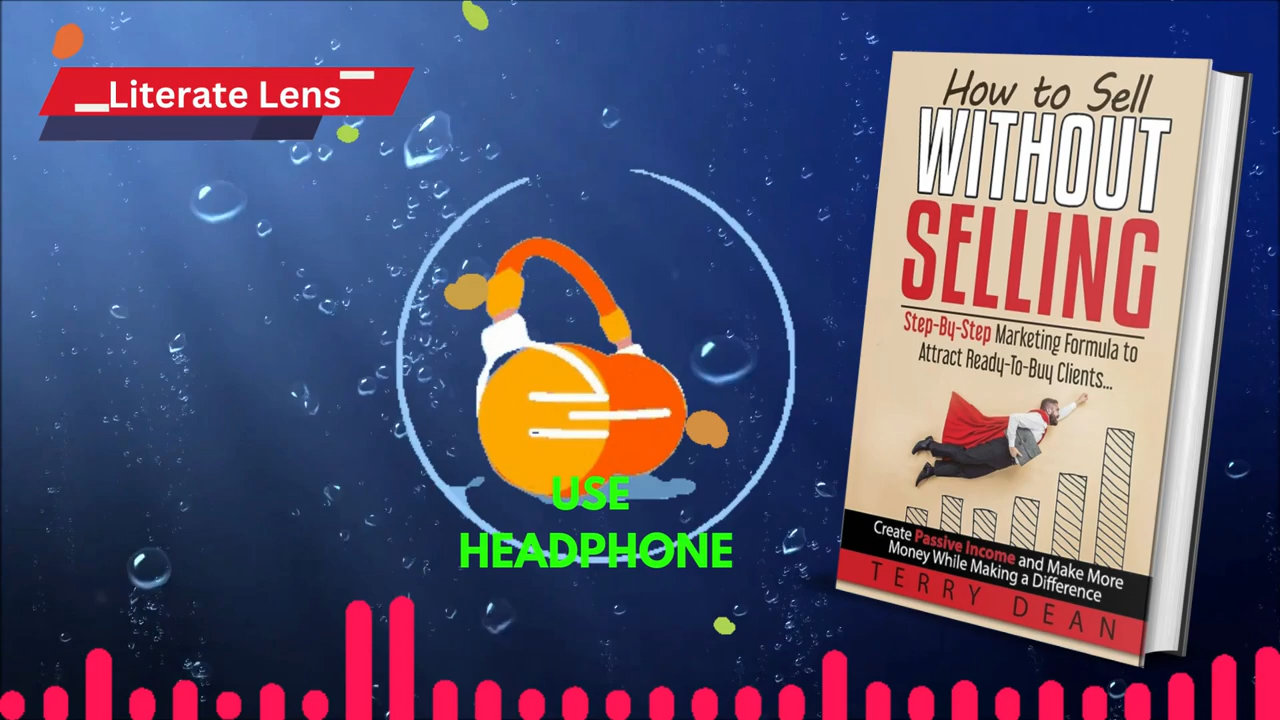 Literate Lens
USE
HEADPHONE
How to Sell
WITHOUT
SELLING
Step-By-Step Marketing Formula to
Attract Ready-To-Buy Clients...
Create Passive Income and Make More
Money While Making a Difference
TERRY DEAN